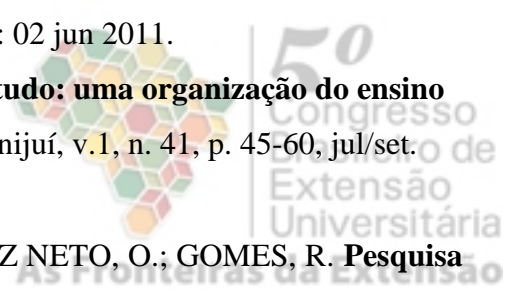 : 02 jun 2011.
tudo: uma organização do ensino
nijuí, v.1, n. 41, p. 45-60, jul/set.
Z NETO, O.; GOMES, R. Pesquisa
5º
Congresso
de
Extensão
Universitária
As Fronteiras da Extensão